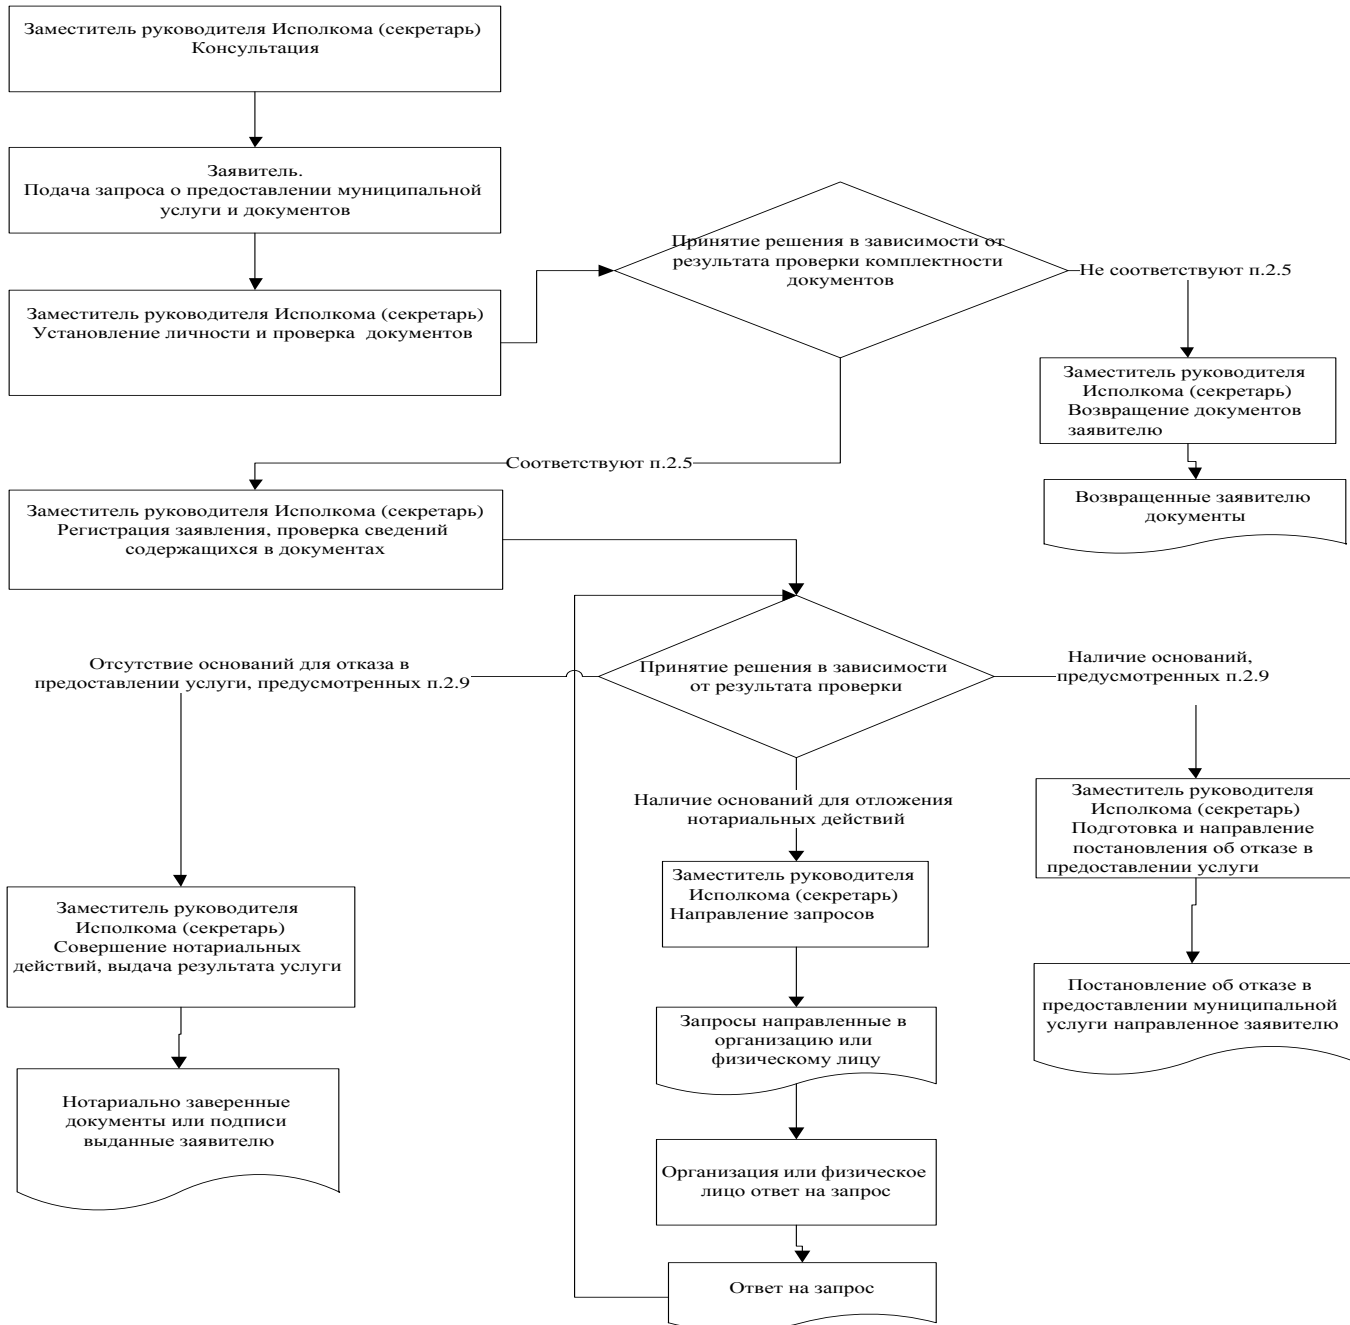 Заместитель руководителя Исполкома (секретарь)
Консультация
Заявитель.
Подача запроса о предоставлении муниципальной
услуги и документов
Заместитель руководителя Исполкома (секретарь)
Установление личности и проверка документов
Принятие решения в зависимости от
результата проверки комплектности
документов
Не соответствуют п.2.5
Заместитель руководителя
Исполкома (секретарь)
Возвращение документов
заявителю
Возвращенные заявителю
документы
Соответствуют п.2.5
Заместитель руководителя Исполкома (секретарь)
Регистрация заявления, проверка сведений
содержащихся в документах
Принятие решения в зависимости
от результата проверки
Отсутствие оснований для отказа в
предоставлении услуги, предусмотренных п.2.9
Наличие оснований,
предусмотренных п.2.9
Наличие оснований для отложения
нотариальных действий
Заместитель руководителя
Исполкома (секретарь)
Совершение нотариальных
действий, выдача результата услуги
Нотариально заверенные
документы или подписи
выданные заявителю
Заместитель руководителя
Исполкома (секретарь)
Направление запросов
Запросы направленные в
организацию или
физическому лицу
Организация или физическое
лицо ответ на запрос
Ответ на запрос
Заместитель руководителя
Исполкома (секретарь)
Подготовка и направление
постановления об отказе в
предоставлении услуги
Постановление об отказе в
предоставлении муниципальной
услуги направленное заявителю